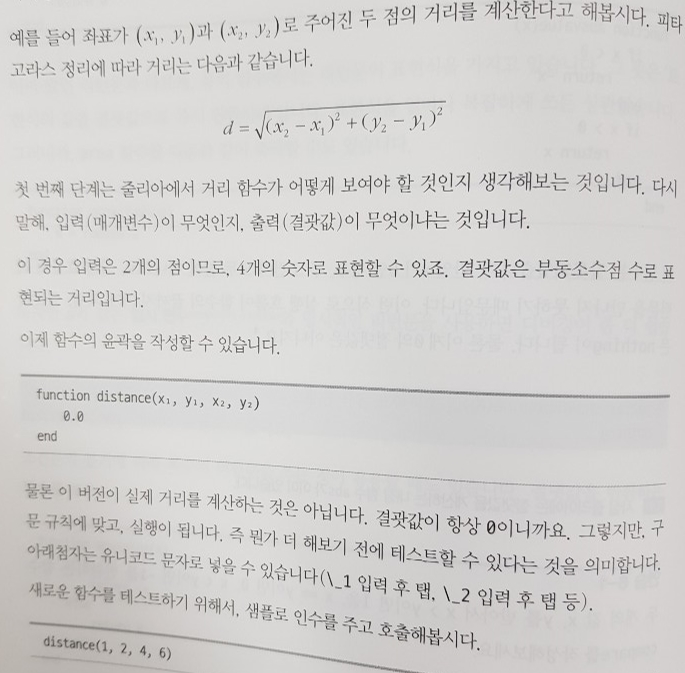 예를 들어 좌표가 (x₁, y₁)과 (x₂, y₂)로 주어진 두 점의 거리를 계산한다고 해봅시다. 피타
고라스 정리에 따라 거리는 다음과 같습니다.
d = √(x₂ − x₁)² + (y₂ − y₁)²
첫 번째 단계는 줄리아에서 거리 함수가 어떻게 보여야 할 것인지 생각해보는 것입니다. 다시
말해, 입력(매개변수)이 무엇인지, 출력(결괏값)이 무엇이냐는 것입니다.
이 경우 입력은 2개의 점이므로, 4개의 숫자로 표현할 수 있죠. 결괏값은 부동소수점 수로 표
현되는 거리입니다.
이제 함수의 윤곽을 작성할 수 있습니다.
function distance(x₁, y₁, x₂, y₂)
    0.0
end
물론 이 버전이 실제 거리를 계산하는 것은 아닙니다. 결괏값이 항상 0이니까요. 그렇지만, 구
문 규칙에 맞고, 실행이 됩니다. 즉 뭔가 더 해보기 전에 테스트할 수 있다는 것을 의미합니다.
아래첨자는 유니코드 문자로 넣을 수 있습니다(\_1 입력 후 탭, \_2 입력 후 탭 등).
새로운 함수를 테스트하기 위해서, 샘플로 인수를 주고 호출해봅시다.
distance(1, 2, 4, 6)